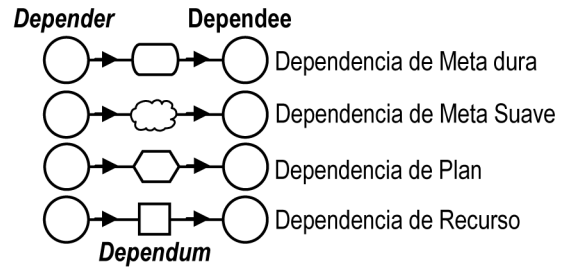 Depender Dependee
Dependencia de Meta dura
Dependencia de Meta Suave
Dependencia de Plan
Dependencia de Recurso
Dependum